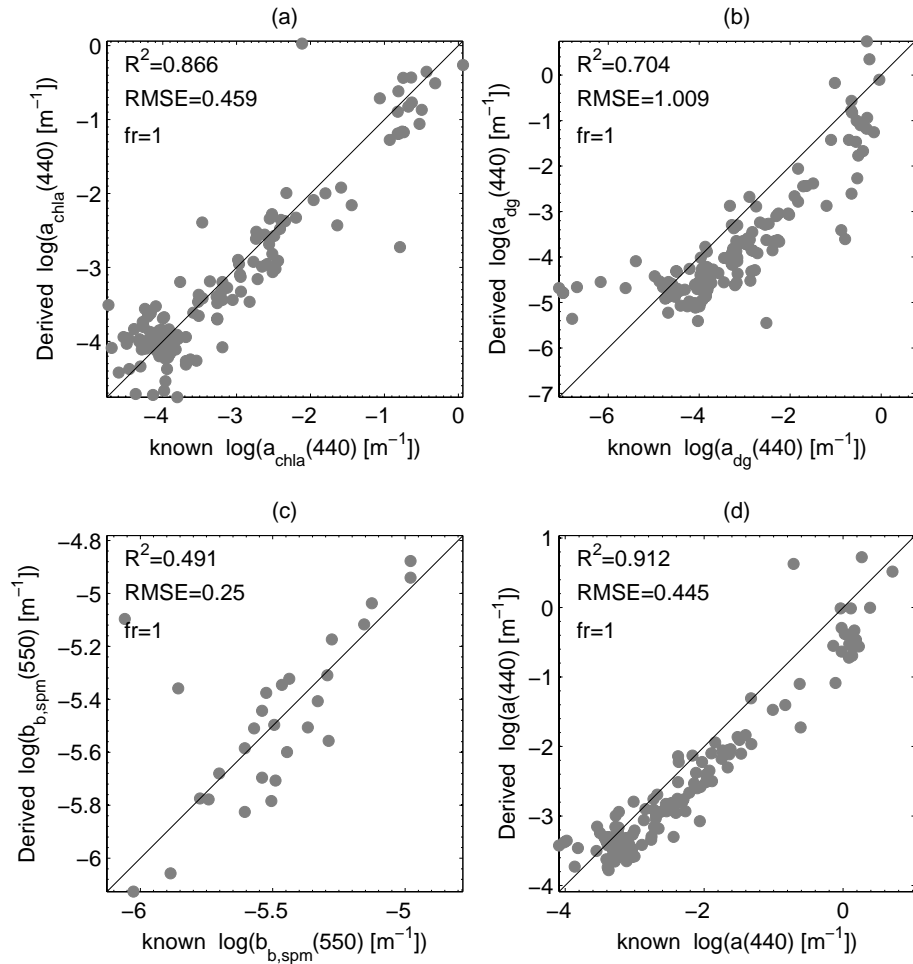 (a)
R²=0.866
RMSE=0.459
fr=1
0
−1
−2
−3
−4
Derived log(a_chla(440) [m⁻¹])
−4 −3 −2 −1 0
known log(a_chla(440) [m⁻¹])
(b)
R²=0.704
RMSE=1.009
fr=1
0
−1
−2
−3
−4
−5
−6
−7
Derived log(a_dg(440) [m⁻¹])
−6 −4 −2 0
known log(a_dg(440) [m⁻¹])
(c)
R²=0.491
RMSE=0.25
fr=1
−4.8
−5
−5.2
−5.4
−5.6
−5.8
−6
Derived log(b_b,spm(550) [m⁻¹])
−6 −5.5 −5
known log(b_b,spm(550) [m⁻¹])
(d)
R²=0.912
RMSE=0.445
fr=1
1
0
−1
−2
−3
−4
Derived log(a(440) [m⁻¹])
−4 −2 0
known log(a(440) [m⁻¹])